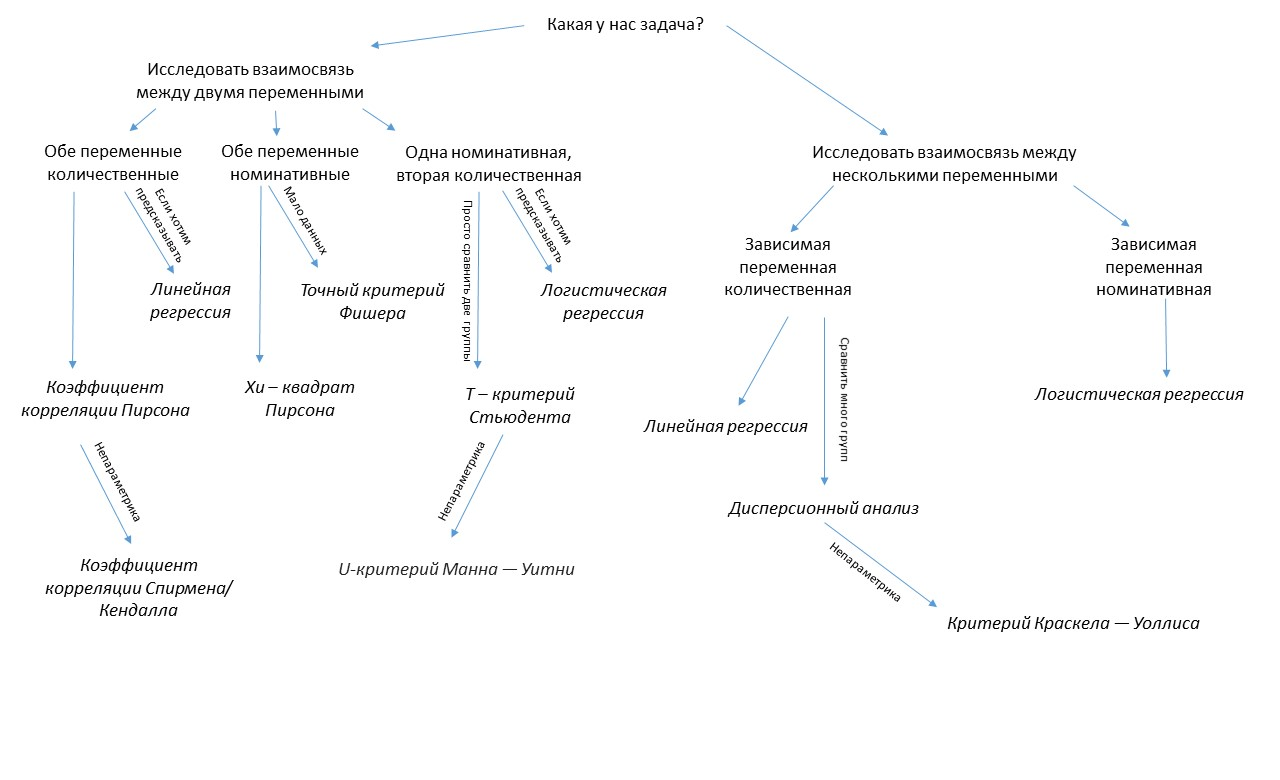 Какая у нас задача?
Исследовать взаимосвязь
между двумя переменными
Обе переменные
количественные
Обе переменные
номинативные
Одна номинативная,
вторая количественная
Исследовать взаимосвязь между
несколькими переменными
Если хотим
предсказывать
Мало данных
Просто сравнить две группы
Если хотим
предсказывать
Зависимая
переменная
количественная
Зависимая
переменная
номинативная
Линейная
регрессия
Точный критерий
Фишера
Логистическая
регрессия
Коэффициент
корреляции Пирсона
Хи – квадрат
Пирсона
Т – критерий
Стьюдента
Сравнить много групп
Линейная регрессия
Логистическая регрессия
Непараметрика
Непараметрика
Дисперсионный анализ
Коэффициент
корреляции Спирмена/
Кендалла
U-критерий Манна — Уитни
Непараметрика
Критерий Краскела — Уоллиса